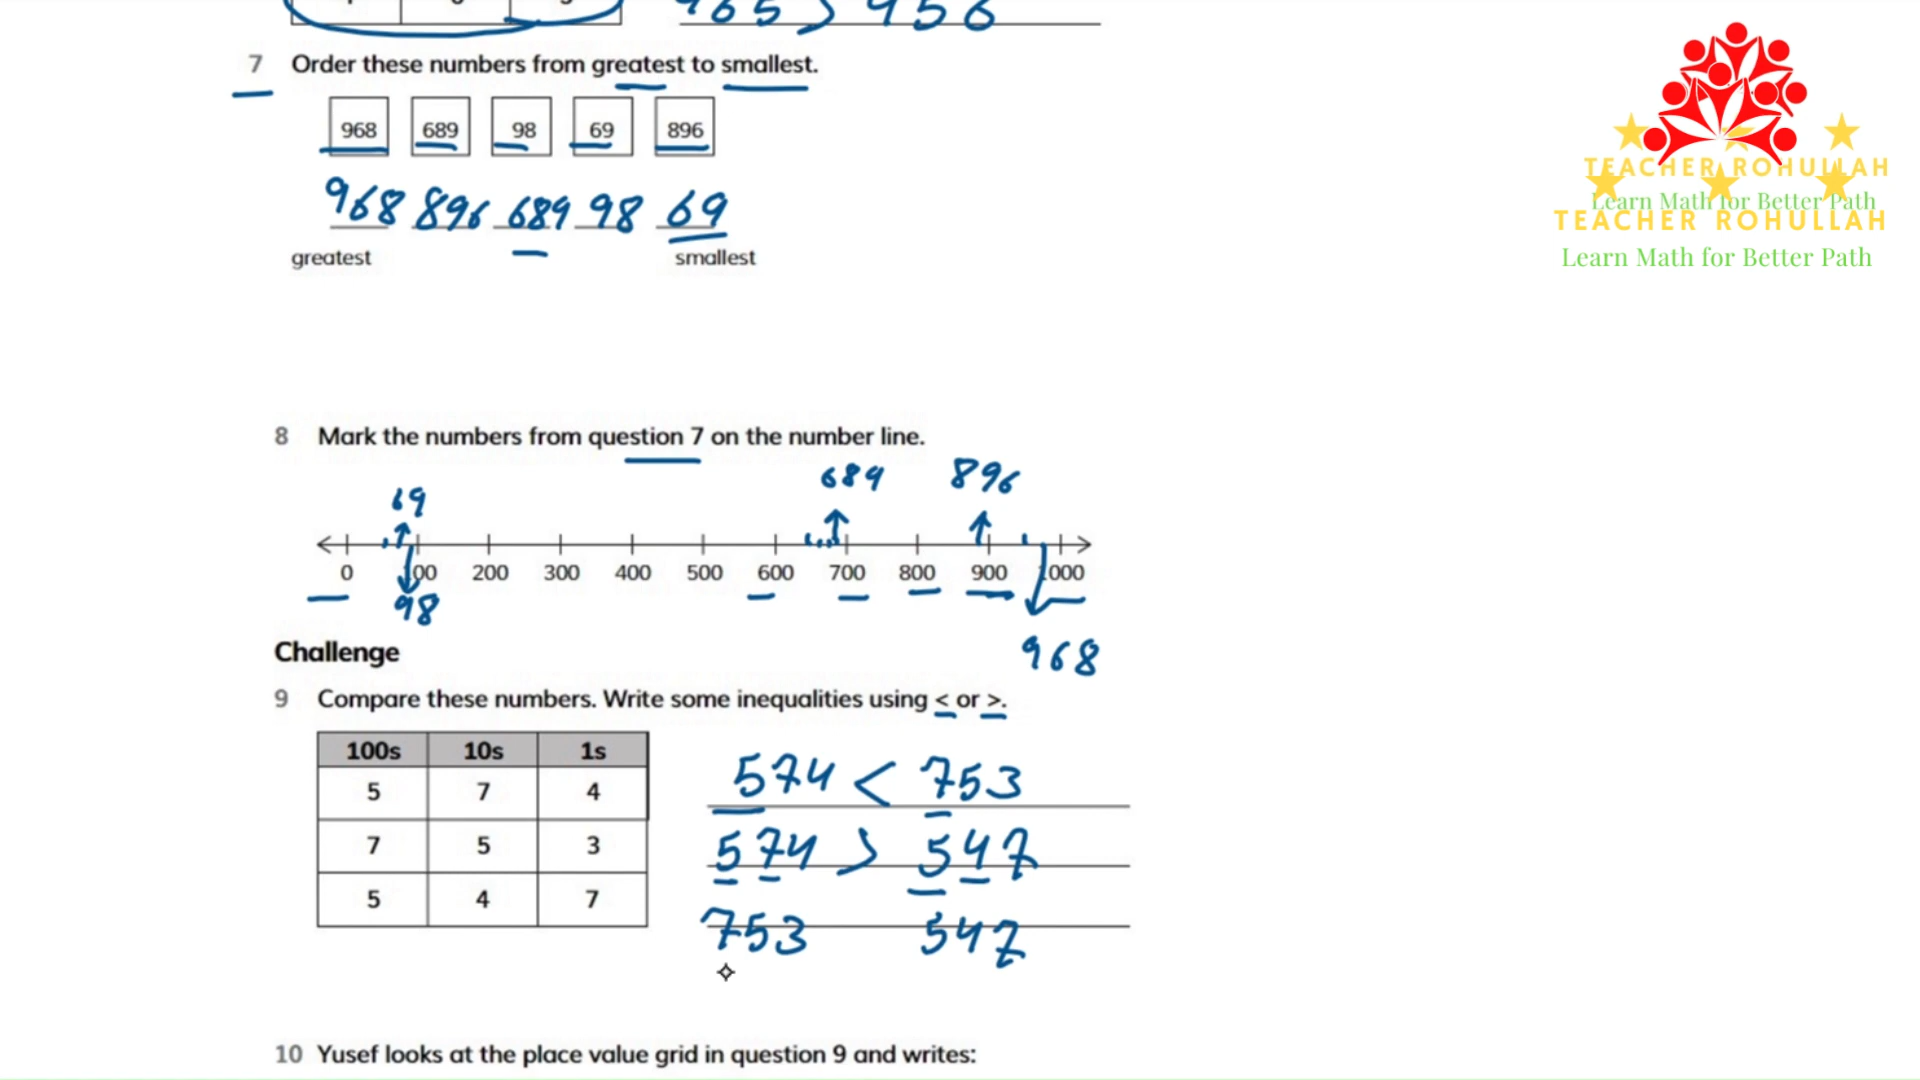 965 > 956
7 Order these numbers from greatest to smallest.
968 689 98 69 896
968 896 689 98 69
greatest smallest
8 Mark the numbers from question 7 on the number line.
69 689 896
0 100 200 300 400 500 600 700 800 900 1000
98 968
Challenge
9 Compare these numbers. Write some inequalities using < or >.
100s 10s 1s
5 7 4
7 5 3
5 4 7
574 < 753
574 > 547
753 547
10 Yusef looks at the place value grid in question 9 and writes:
TEACHER ROHULLAH
Learn Math for Better Path
TEACHER ROHULLAH
Learn Math for Better Path